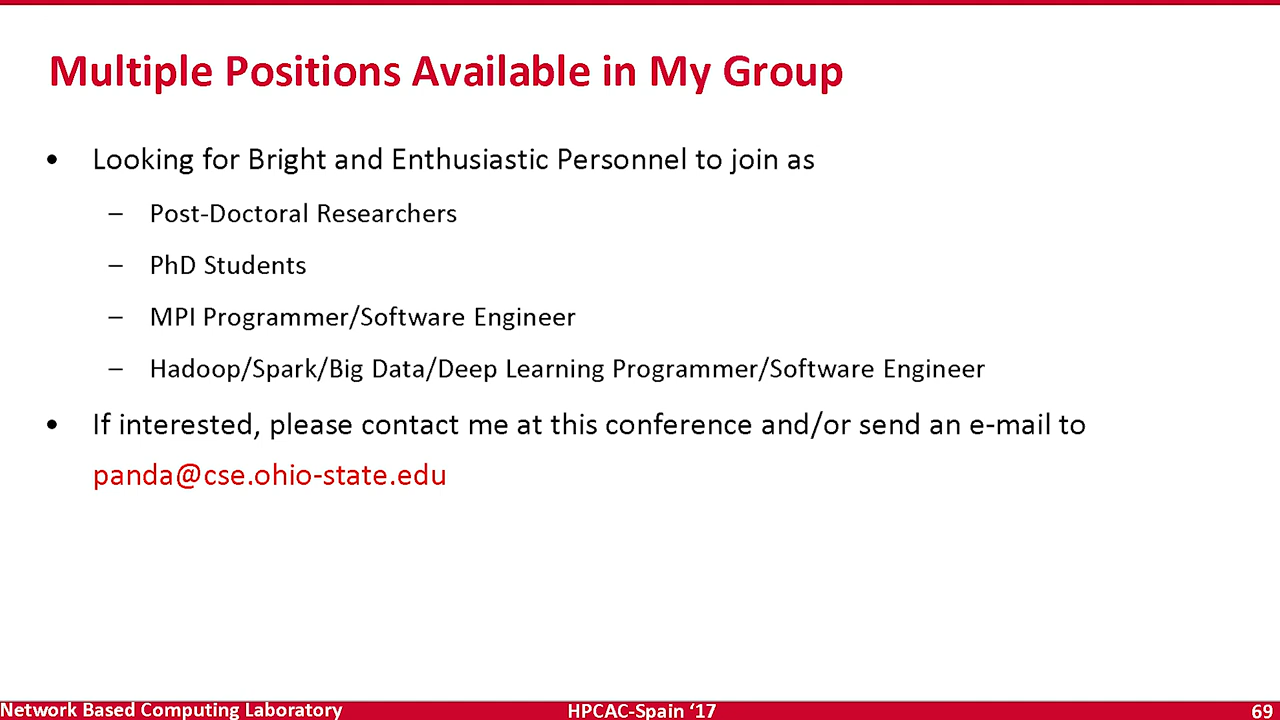 Multiple Positions Available in My Group
• Looking for Bright and Enthusiastic Personnel to join as
– Post-Doctoral Researchers
– PhD Students
– MPI Programmer/Software Engineer
– Hadoop/Spark/Big Data/Deep Learning Programmer/Software Engineer
• If interested, please contact me at this conference and/or send an e-mail to
panda@cse.ohio-state.edu
Network Based Computing Laboratory
HPCAC-Spain ‘17
69